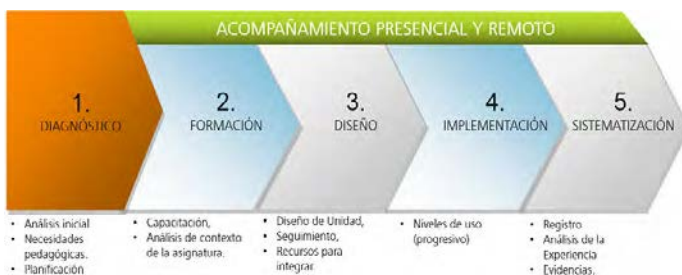 ACOMPAÑAMIENTO PRESENCIAL Y REMOTO
1.
DIAGNÓSTICO
2.
FORMACIÓN
3.
DISEÑO
4.
IMPLEMENTACIÓN
5.
SISTEMATIZACIÓN
• Análisis inicial
• Necesidades
pedagógicas.
• Planificación
• Capacitación,
• Análisis de contexto
de la asignatura.
• Diseño de Unidad,
• Seguimiento,
• Recursos para
integrar
• Niveles de uso
(progresivo)
• Registro
• Análisis de la
Experiencia
• Evidencias.